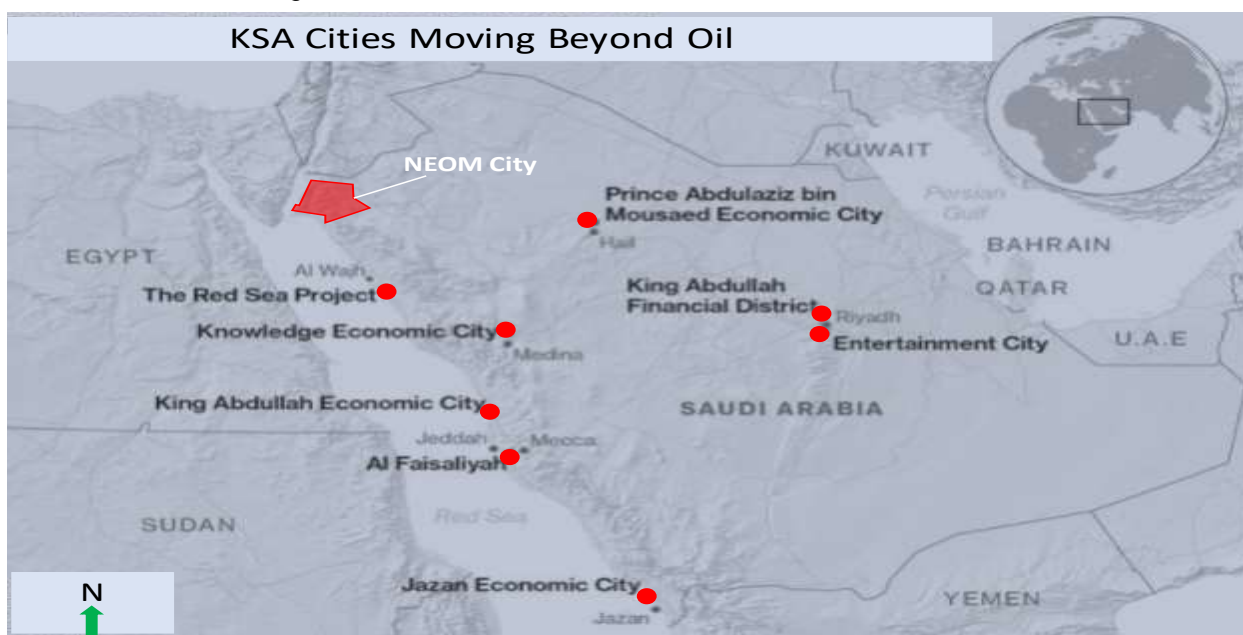 KSA Cities Moving Beyond Oil
KUWAIT
NEOM City
Persian
Gulf
Prince Abdulaziz bin
Mousaed Economic City
Hail
EGYPT
BAHRAIN
Al Wajh
The Red Sea Project
King Abdullah
Financial District
QATAR
Riyadh
Knowledge Economic City
Medina
Entertainment City
U.A.E
King Abdullah Economic City
SAUDI ARABIA
Jeddah
Mecca
Al Faisaliyah
Red Sea
SUDAN
Jazan Economic City
Jazan
YEMEN
N